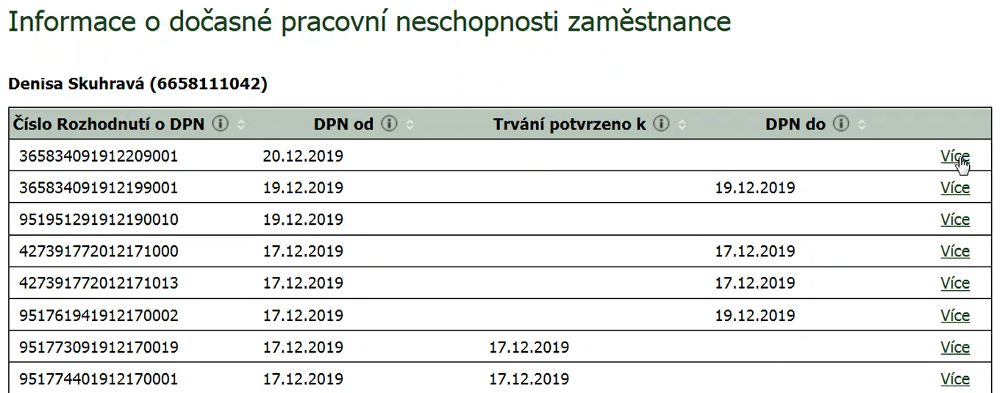 Informace o dočasné pracovní neschopnosti zaměstnance
Denisa Skuhravá (6658111042)
Číslo Rozhodnutí o DPN DPN od Trvání potvrzeno k DPN do
365834091912209001 20.12.2019 Více
365834091912199001 19.12.2019 19.12.2019 Více
951951291912190010 19.12.2019 Více
427391772012171000 17.12.2019 17.12.2019 Více
427391772012171013 17.12.2019 17.12.2019 Více
951761941912170002 17.12.2019 19.12.2019 Více
951773091912170019 17.12.2019 17.12.2019 Více
951774401912170001 17.12.2019 17.12.2019 Více